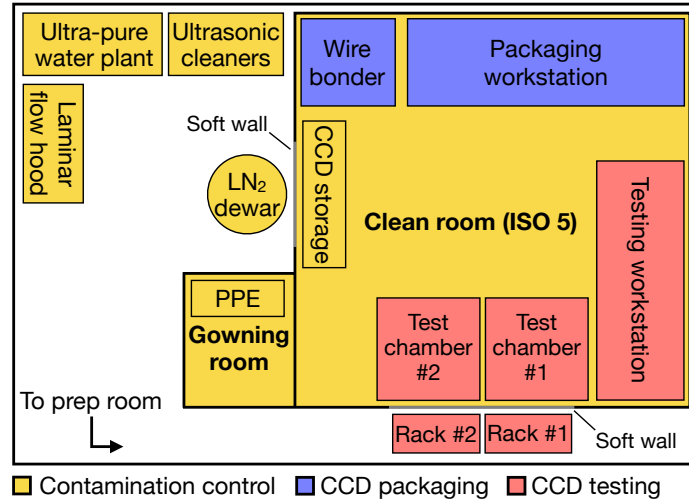 Ultra-pure
water plant
Ultrasonic
cleaners
Wire
bonder
Packaging
workstation
Laminar
flow hood
Soft wall
CCD storage
LN₂
dewar
Clean room (ISO 5)
Testing workstation
PPE
Gowning
room
Test
chamber
#2
Test
chamber
#1
To prep room
Rack #2
Rack #1
Soft wall
Contamination control
CCD packaging
CCD testing